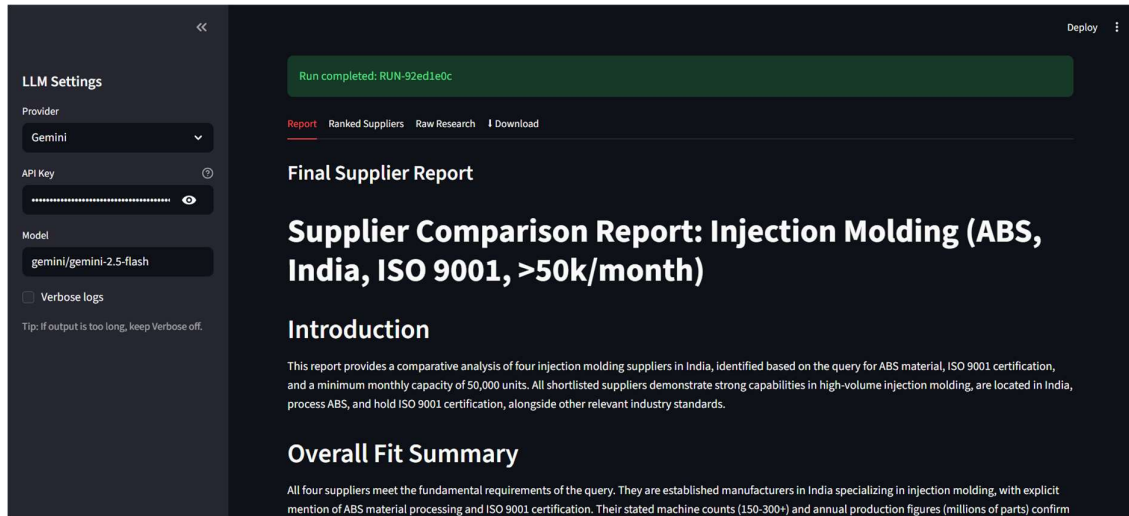 Deploy
LLM Settings
Provider
Gemini
API Key
Model
gemini/gemini-2.5-flash
Verbose logs
Tip: If output is too long, keep Verbose off.
Run completed: RUN-92ed1e0c
Report Ranked Suppliers Raw Research ⬇ Download
Final Supplier Report
Supplier Comparison Report: Injection Molding (ABS,
India, ISO 9001, >50k/month)
Introduction
This report provides a comparative analysis of four injection molding suppliers in India, identified based on the query for ABS material, ISO 9001 certification,
and a minimum monthly capacity of 50,000 units. All shortlisted suppliers demonstrate strong capabilities in high-volume injection molding, are located in India,
process ABS, and hold ISO 9001 certification, alongside other relevant industry standards.
Overall Fit Summary
All four suppliers meet the fundamental requirements of the query. They are established manufacturers in India specializing in injection molding, with explicit
mention of ABS material processing and ISO 9001 certification. Their stated machine counts (150-300+) and annual production figures (millions of parts) confirm